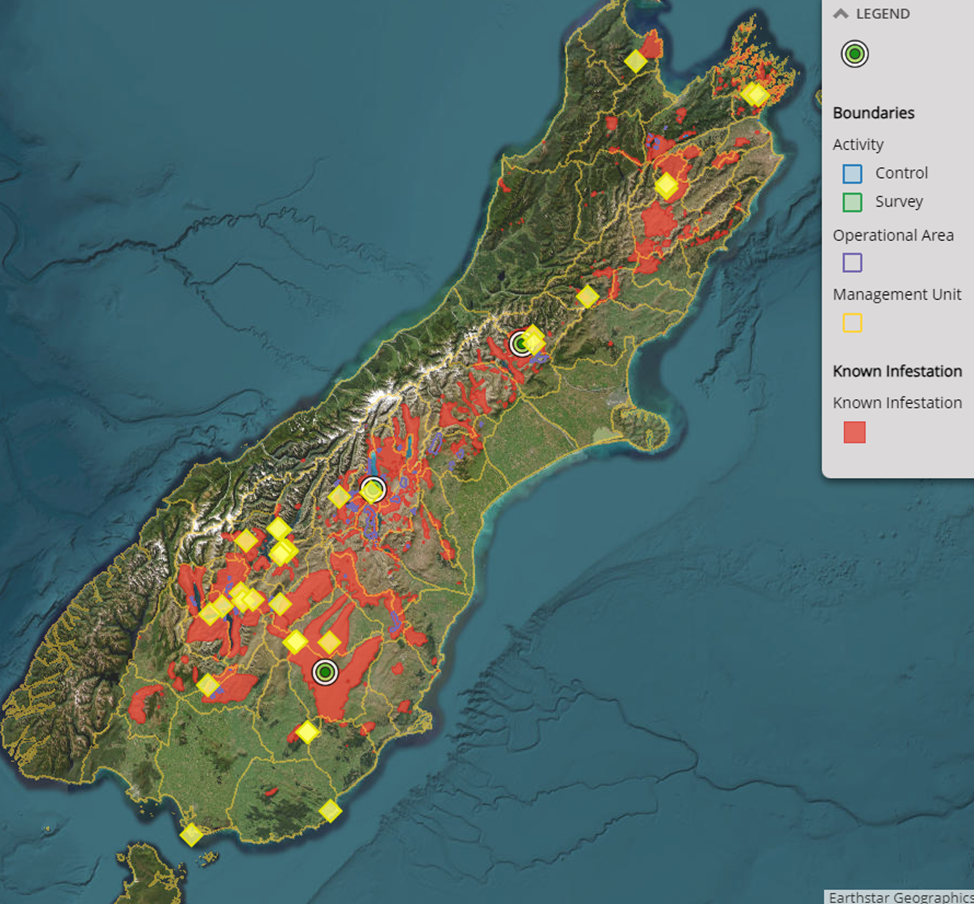 LEGEND
Boundaries
Activity
Control
Survey
Operational Area
Management Unit
Known Infestation
Known Infestation
Earthstar Geographics